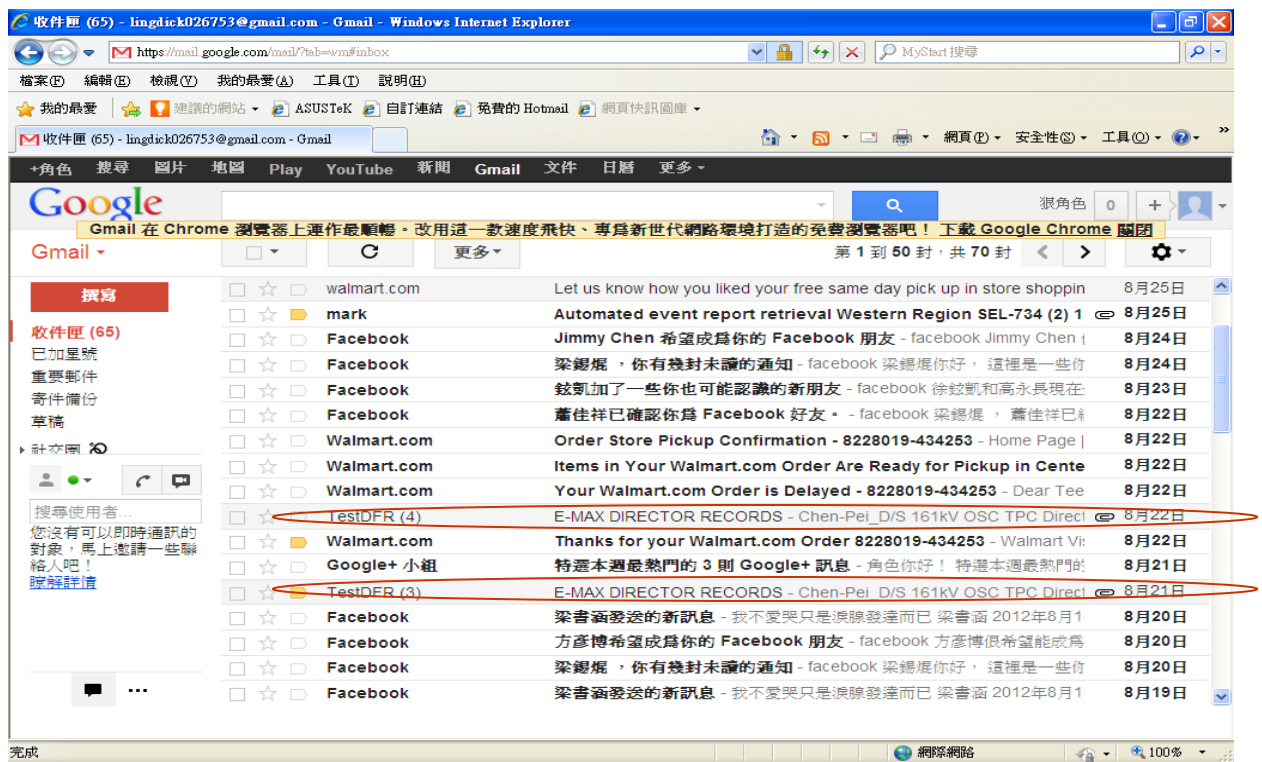 收件匣 (65) - lingdick026753@gmail.com - Gmail - Windows Internet Explorer
https://mail.google.com/mail/?tab=wm#inbox
MyStart 搜尋
檔案(F) 編輯(E) 檢視(V) 我的最愛(A) 工具(T) 說明(H)
我的最愛 建議的網站 ASUSTeK 自訂連結 免費的 Hotmail 網頁快訊圖庫
收件匣 (65) - lingdick026753@gmail.com - Gmail
網頁(P) 安全性(S) 工具(O)
+角色 搜尋 圖片 地圖 Play YouTube 新聞 Gmail 文件 日曆 更多
Google
狠角色 0 +
Gmail 在 Chrome 瀏覽器上運作最順暢。改用這一款速度飛快、專為新世代網路環境打造的免費瀏覽器吧！ 下載 Google Chrome 關閉
Gmail 更多 第 1 到 50 封，共 70 封
撰寫
收件匣 (65)
已加星號
重要郵件
寄件備份
草稿
社交圈
搜尋使用者...
您沒有可以即時通訊的
對象，馬上邀請一些聯
絡人吧！
瞭解詳情
walmart.com Let us know how you liked your free same day pick up in store shoppin 8月25日
mark Automated event report retrieval Western Region SEL-734 (2) 1 8月25日
Facebook Jimmy Chen 希望成為你的 Facebook 朋友 - facebook Jimmy Chen 8月24日
Facebook 梁錫焜 ，你有幾封未讀的通知 - facebook 梁錫焜你好， 這裡是一些你 8月24日
Facebook 鉉凱加了一些你也可能認識的新朋友 - facebook 徐鉉凱和高永長現在 8月23日
Facebook 蕭佳祥已確認你為 Facebook 好友。 - facebook 梁錫焜 ， 蕭佳祥已 8月22日
Walmart.com Order Store Pickup Confirmation - 8228019-434253 - Home Page | 8月22日
Walmart.com Items in Your Walmart.com Order Are Ready for Pickup in Cente 8月22日
Walmart.com Your Walmart.com Order is Delayed - 8228019-434253 - Dear Tee 8月22日
TestDFR (4) E-MAX DIRECTOR RECORDS - Chen-Pei_D/S 161kV OSC TPC Direct 8月22日
Walmart.com Thanks for your Walmart.com Order 8228019-434253 - Walmart Vi 8月22日
Google+ 小組 特選本週最熱門的 3 則 Google+ 訊息 - 角色你好！ 特選本週最熱門的 8月21日
TestDFR (3) E-MAX DIRECTOR RECORDS - Chen-Pei_D/S 161kV OSC TPC Direct 8月21日
Facebook 梁書涵發送的新訊息 - 我不愛哭只是淚腺發達而已 梁書涵 2012年8月1 8月20日
Facebook 方彥博希望成為你的 Facebook 朋友 - facebook 方彥博很希望能成為 8月20日
Facebook 梁錫焜 ，你有幾封未讀的通知 - facebook 梁錫焜你好， 這裡是一些你 8月20日
Facebook 梁書涵發送的新訊息 - 我不愛哭只是淚腺發達而已 梁書涵 2012年8月1 8月19日
完成 網際網路 100%